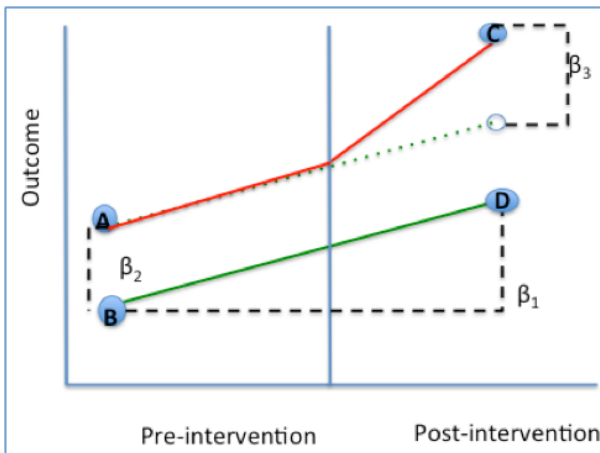 C
β3
Outcome
A
D
β2
B
β1
Pre-intervention
Post-intervention